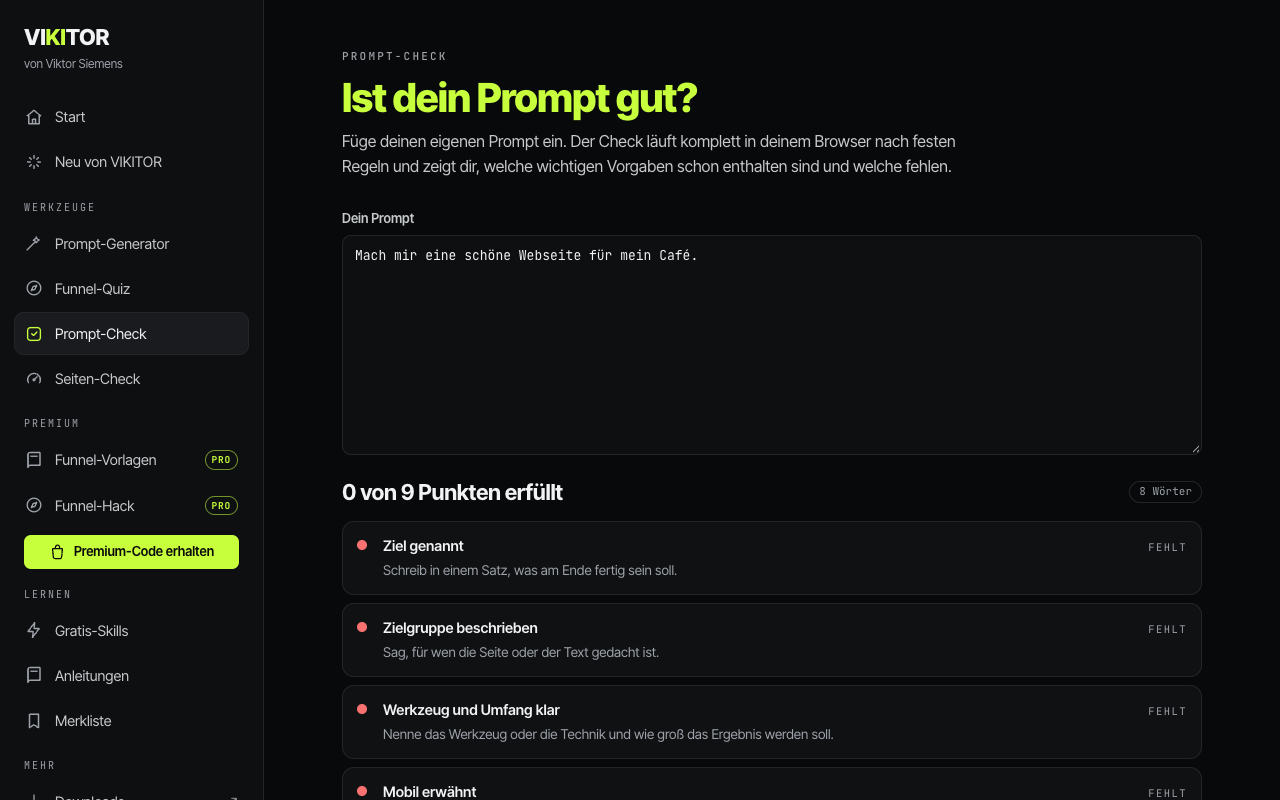 VIKITOR
von Viktor Siemens
Start
Neu von VIKITOR
WERKZEUGE
Prompt-Generator
Funnel-Quiz
Prompt-Check
Seiten-Check
PREMIUM
Funnel-Vorlagen PRO
Funnel-Hack PRO
Premium-Code erhalten
LERNEN
Gratis-Skills
Anleitungen
Merkliste
MEHR
Downloads
PROMPT-CHECK
Ist dein Prompt gut?
Füge deinen eigenen Prompt ein. Der Check läuft komplett in deinem Browser nach festen
Regeln und zeigt dir, welche wichtigen Vorgaben schon enthalten sind und welche fehlen.
Dein Prompt
Mach mir eine schöne Webseite für mein Café.
0 von 9 Punkten erfüllt
8 Wörter
Ziel genannt
FEHLT
Schreib in einem Satz, was am Ende fertig sein soll.
Zielgruppe beschrieben
FEHLT
Sag, für wen die Seite oder der Text gedacht ist.
Werkzeug und Umfang klar
FEHLT
Nenne das Werkzeug oder die Technik und wie groß das Ergebnis werden soll.
Mobil erwähnt
FEHLT